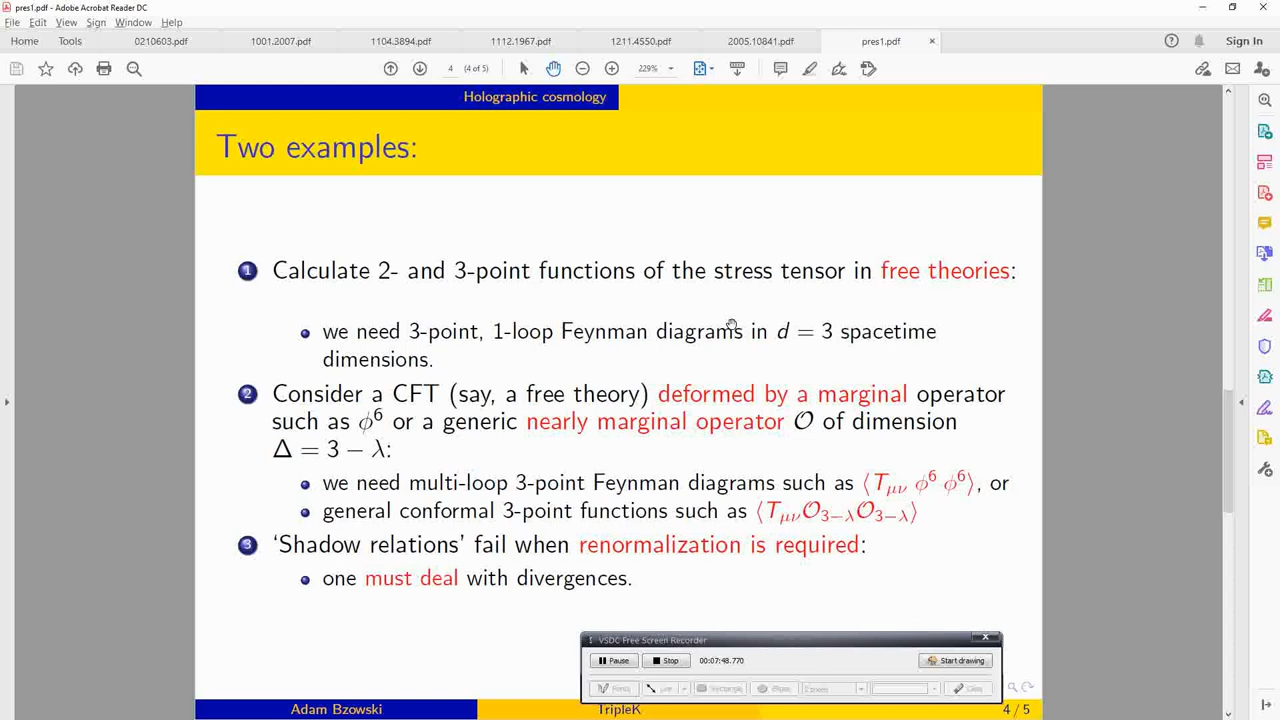 pres1.pdf - Adobe Acrobat Reader DC
File Edit View Sign Window Help
Home Tools 0210603.pdf 1001.2007.pdf 1104.3894.pdf 1112.1967.pdf 1211.4550.pdf 2005.10841.pdf pres1.pdf × Sign In
4 (4 of 5) 229%
Holographic cosmology
Two examples:
1 Calculate 2- and 3-point functions of the stress tensor in free theories:
• we need 3-point, 1-loop Feynman diagrams in d = 3 spacetime
dimensions.
2 Consider a CFT (say, a free theory) deformed by a marginal operator
such as ϕ⁶ or a generic nearly marginal operator 𝒪 of dimension
Δ = 3 − λ:
• we need multi-loop 3-point Feynman diagrams such as ⟨Tμν ϕ⁶ ϕ⁶⟩, or
• general conformal 3-point functions such as ⟨Tμν𝒪3−λ𝒪3−λ⟩
3 ‘Shadow relations’ fail when renormalization is required:
• one must deal with divergences.
VSDC Free Screen Recorder
Pause Stop 00:07:48.770 Start drawing
Rectangle Ellipse Clear
Adam Bzowski TripleK 4 / 5